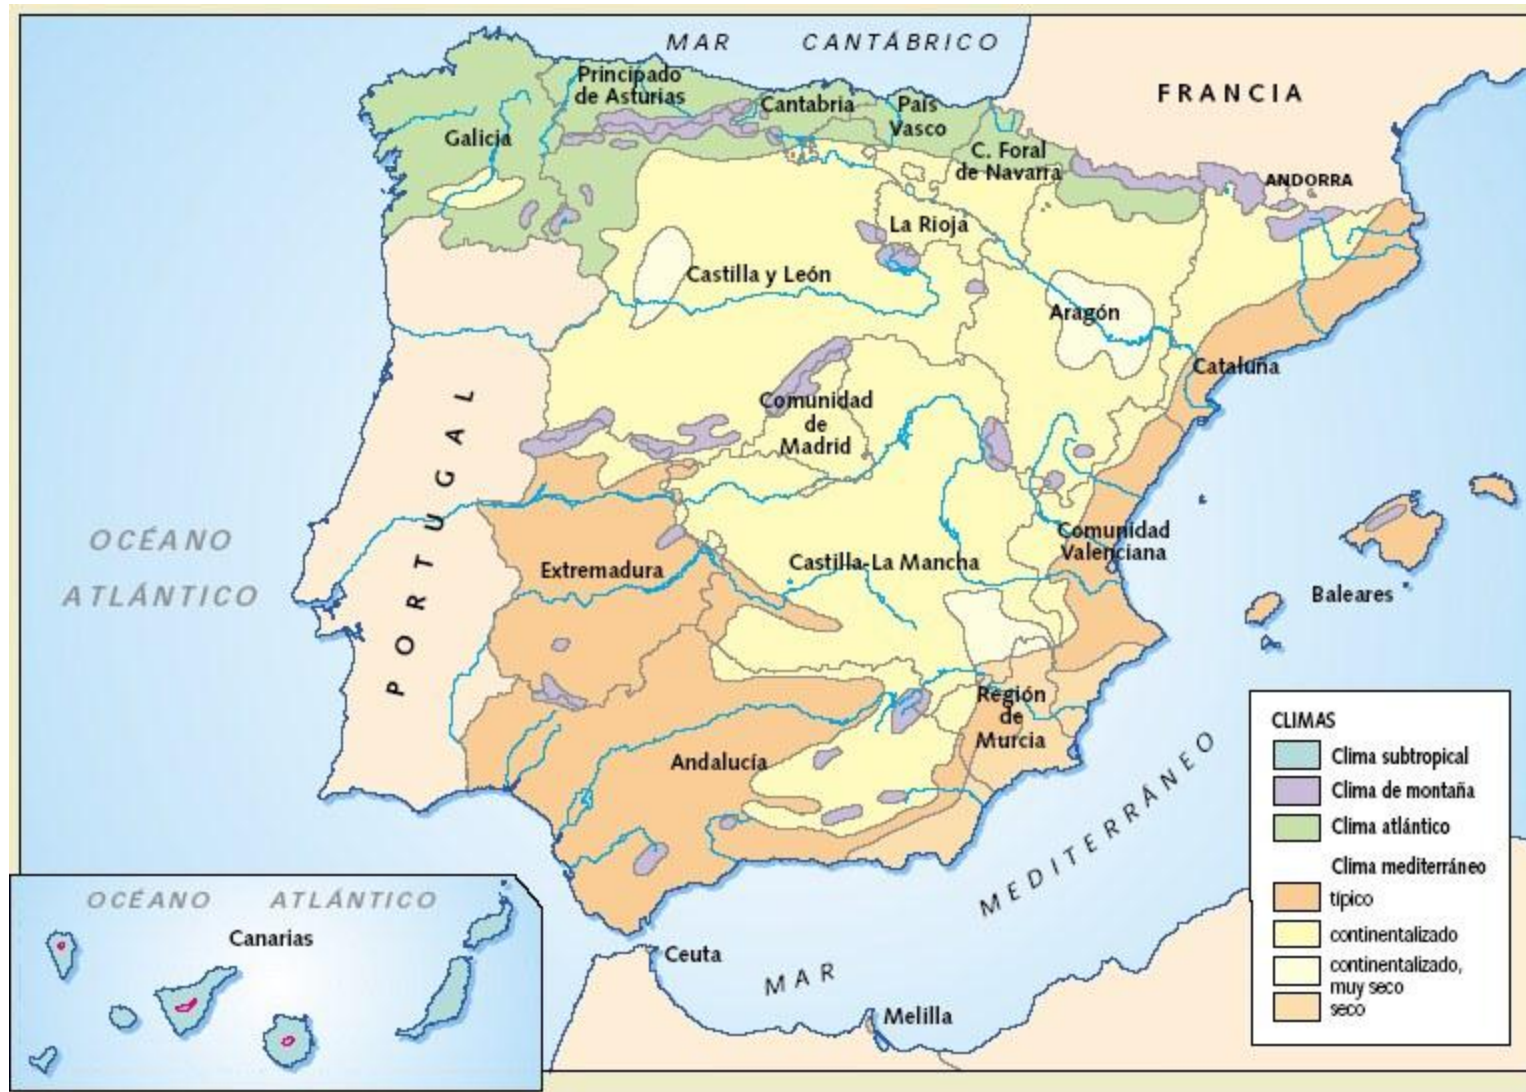 MAR CANTÁBRICO
FRANCIA
Principado
de Asturias
Cantabria
País
Vasco
Galicia
C. Foral
de Navarra
ANDORRA
La Rioja
Castilla y León
Aragón
Cataluña
Comunidad
de
Madrid
PORTUGAL
OCÉANO
ATLÁNTICO
Extremadura
Castilla-La Mancha
Comunidad
Valenciana
Baleares
Región
de
Murcia
Andalucía
MAR MEDITERRÁNEO
Ceuta
Melilla
OCÉANO ATLÁNTICO
Canarias
CLIMAS
Clima subtropical
Clima de montaña
Clima atlántico
Clima mediterráneo
típico
continentalizado
continentalizado,
muy seco
seco